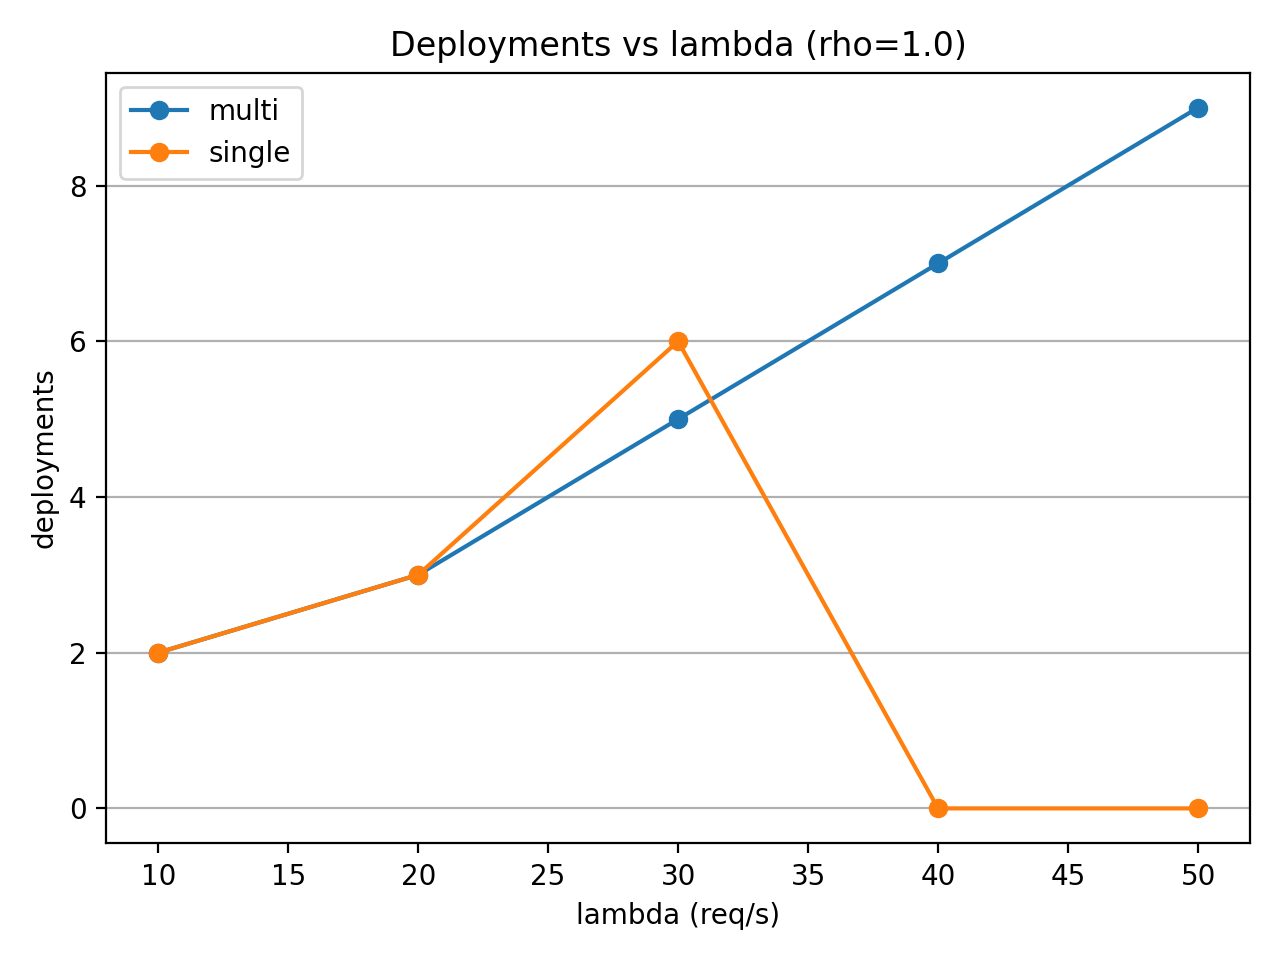 Deployments vs lambda (rho=1.0)
multi
single
deployments
8
6
4
2
0
10 15 20 25 30 35 40 45 50
lambda (req/s)